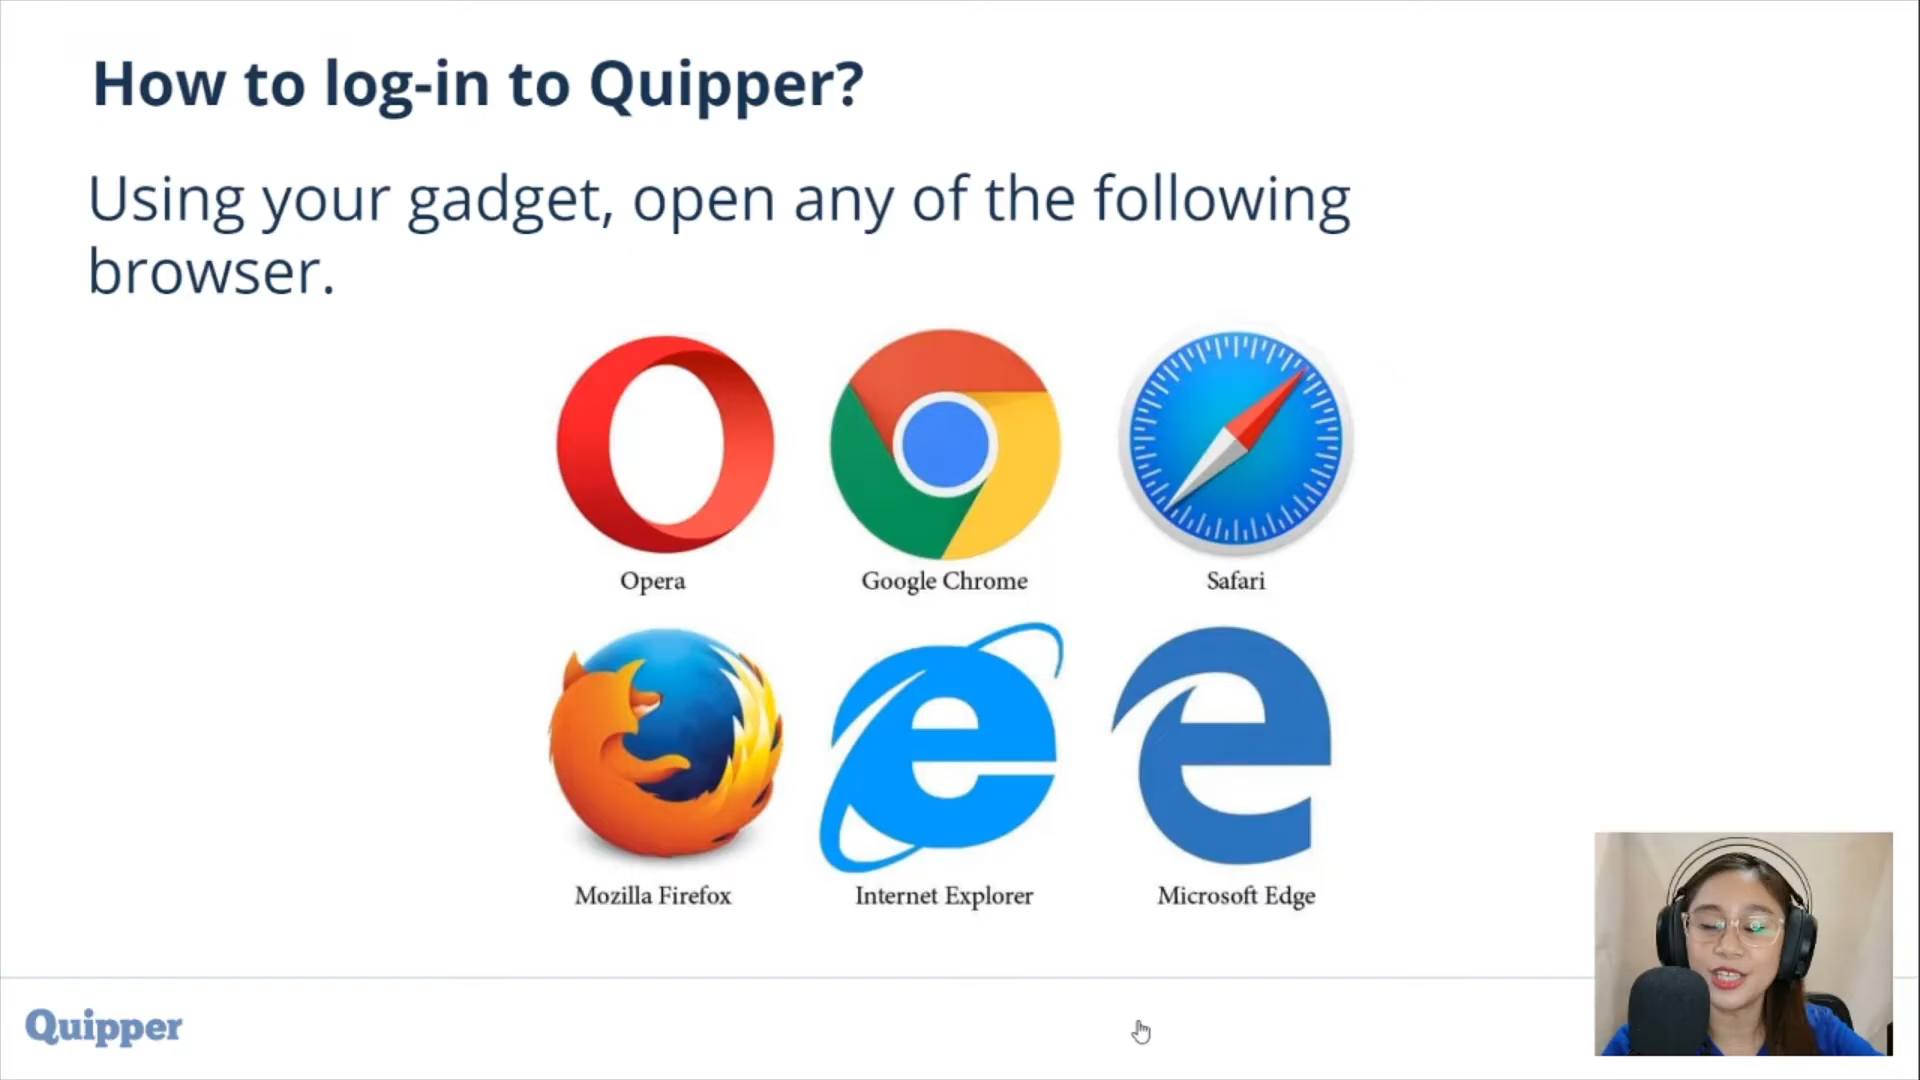 How to log-in to Quipper?
Using your gadget, open any of the following
browser.
Opera
Google Chrome
Safari
Mozilla Firefox
Internet Explorer
Microsoft Edge
Quipper